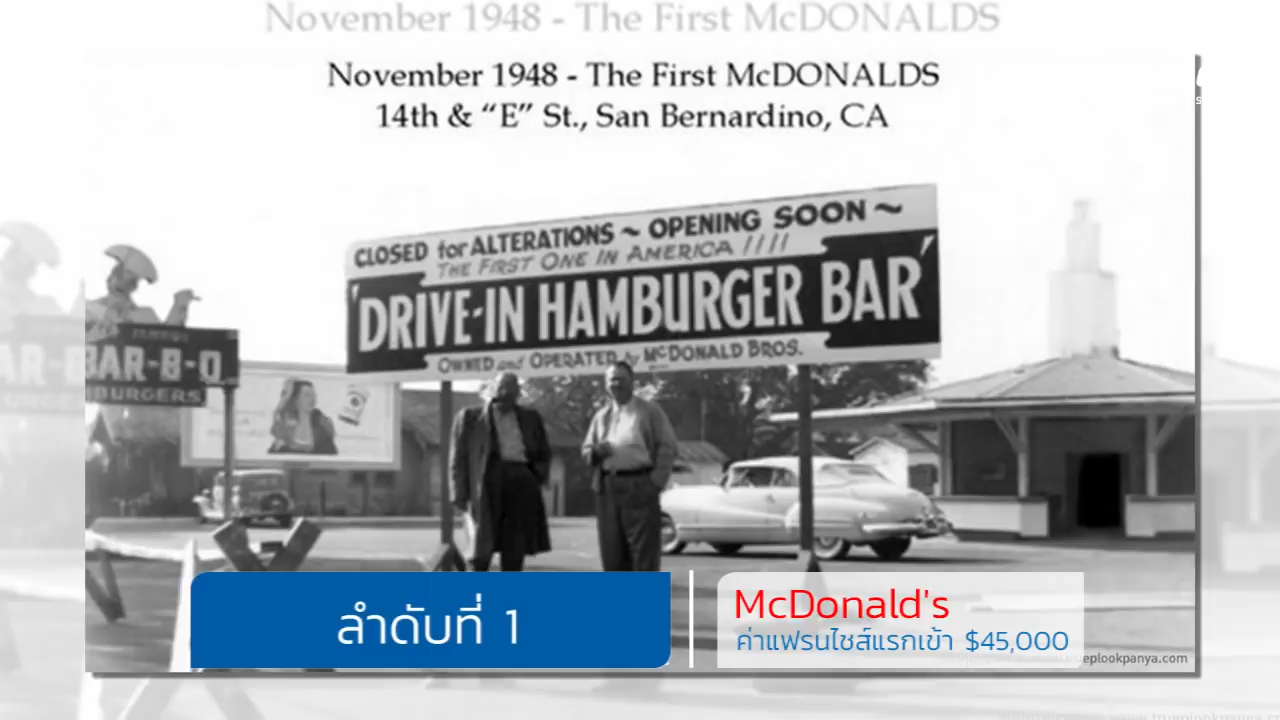 November 1948 - The First McDONALDS
November 1948 - The First McDONALDS
14th & “E” St., San Bernardino, CA
CLOSED for ALTERATIONS ~ OPENING SOON ~
THE FIRST ONE IN AMERICA !!!!
'DRIVE-IN HAMBURGER BAR'
OWNED and OPERATED by McDONALD BROS.
BAR-B-Q
BURGERS
ลำดับที่ 1
McDonald's
ค่าแฟรนไชส์แรกเข้า $45,000
eplookpanya.com